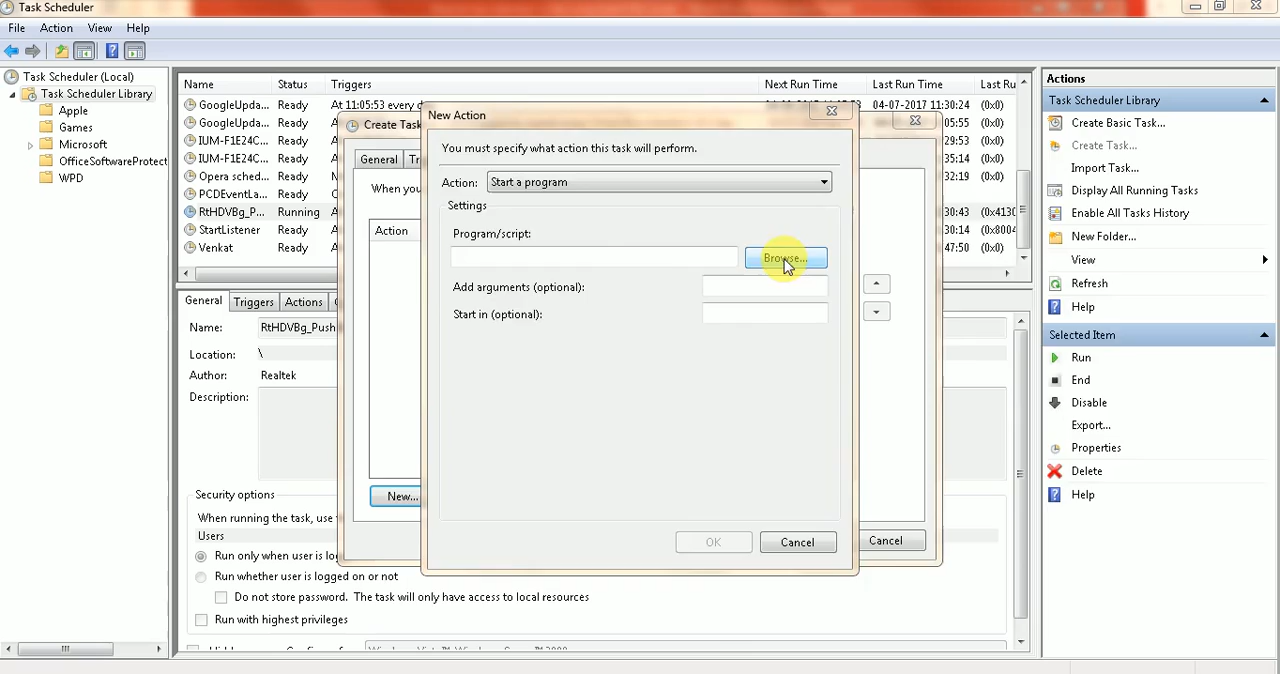 Task Scheduler
File Action View Help
Task Scheduler (Local)
Task Scheduler Library
Apple
Games
Microsoft
OfficeSoftwareProtect
WPD
Name Status Triggers Next Run Time Last Run Time Last Ru
GoogleUpda... Ready At 11:05:53 every d 04-07-2017 11:30:24 (0x0)
GoogleUpda... Ready :05:55 (0x0)
IUM-F1E24C... Ready :35:14 (0x0)
IUM-F1E24C... Ready :35:14 (0x0)
Opera sched... Ready :32:19 (0x0)
PCDEventLa... Ready (0x0)
RtHDVBg_P... Running :30:43 (0x4130
StartListener Ready :30:14 (0x8004
Venkat Ready :47:50 (0x0)
General Triggers Actions
Name: RtHDVBg_Push
Location: \
Author: Realtek
Description:
Security options
When running the task, use
Users
Run only when user is log
Run whether user is logged on or not
Do not store password. The task will only have access to local resources
Run with highest privileges
Create Task
General Tr
When you
Action
New...
Cancel
New Action
You must specify what action this task will perform.
Action: Start a program
Settings
Program/script:
Browse...
Add arguments (optional):
Start in (optional):
OK Cancel
Actions
Task Scheduler Library
Create Basic Task...
Create Task...
Import Task...
Display All Running Tasks
Enable All Tasks History
New Folder...
View
Refresh
Help
Selected Item
Run
End
Disable
Export...
Properties
Delete
Help